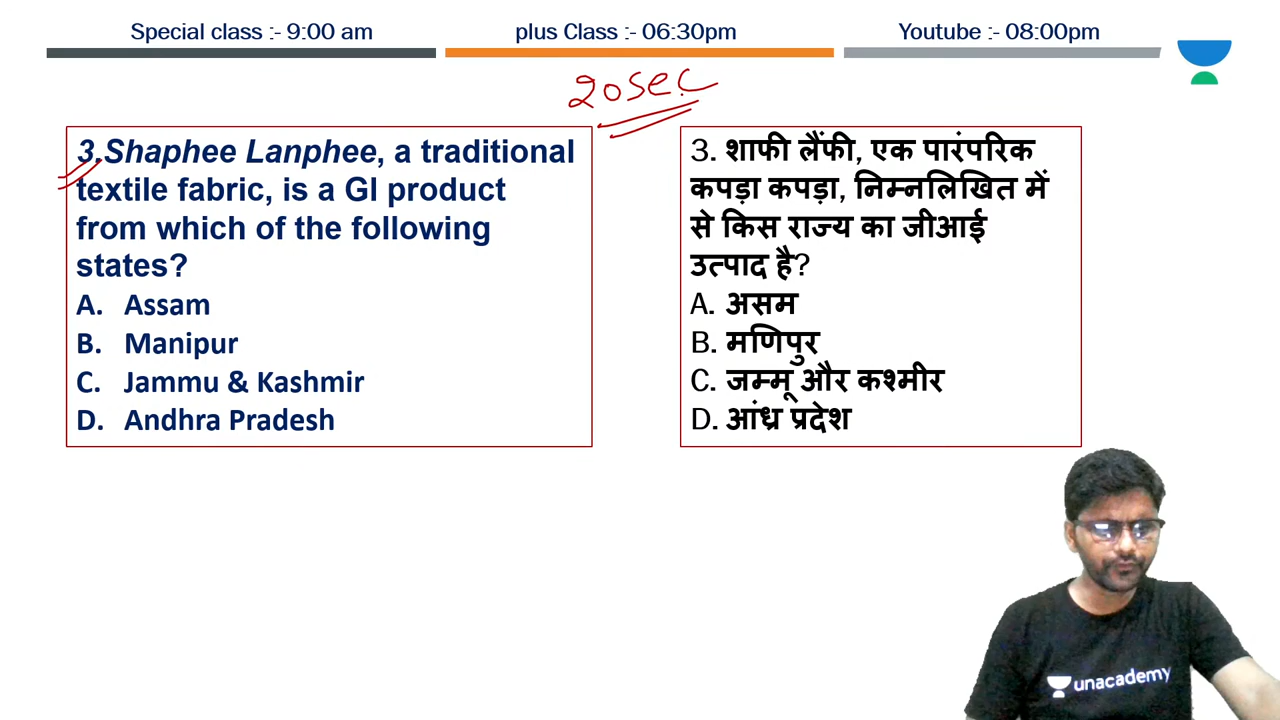 Special class :- 9:00 am
plus Class :- 06:30pm
Youtube :- 08:00pm
20sec
3.Shaphee Lanphee, a traditional
textile fabric, is a GI product
from which of the following
states?
A. Assam
B. Manipur
C. Jammu & Kashmir
D. Andhra Pradesh
3. शाफी लैंफी, एक पारंपरिक
कपड़ा कपड़ा, निम्नलिखित में
से किस राज्य का जीआई
उत्पाद है?
A. असम
B. मणिपुर
C. जम्मू और कश्मीर
D. आंध्र प्रदेश
unacademy